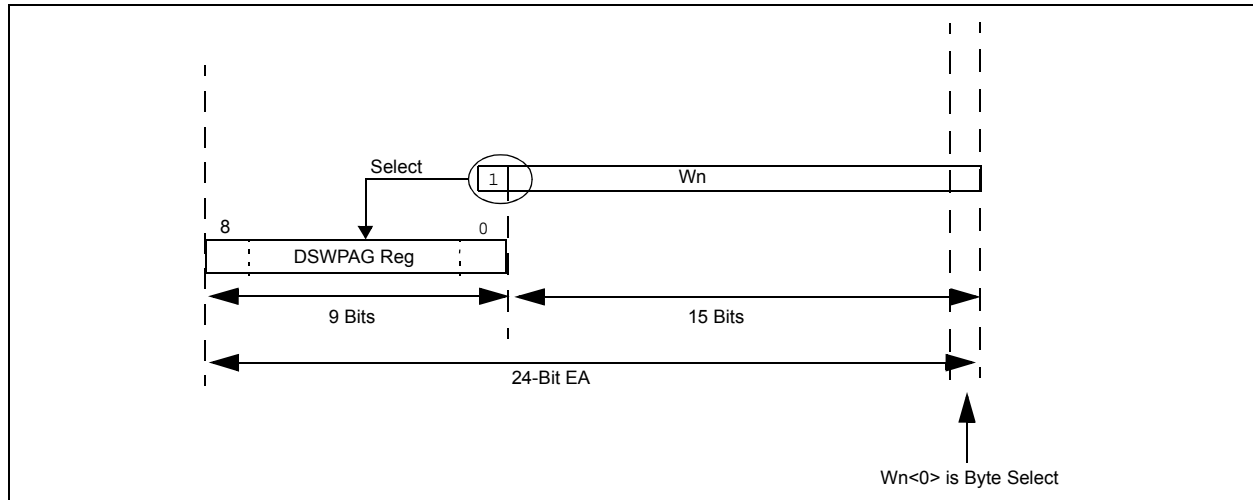 Select
1
Wn
8
0
DSWPAG Reg
9 Bits
15 Bits
24-Bit EA
Wn<0> is Byte Select